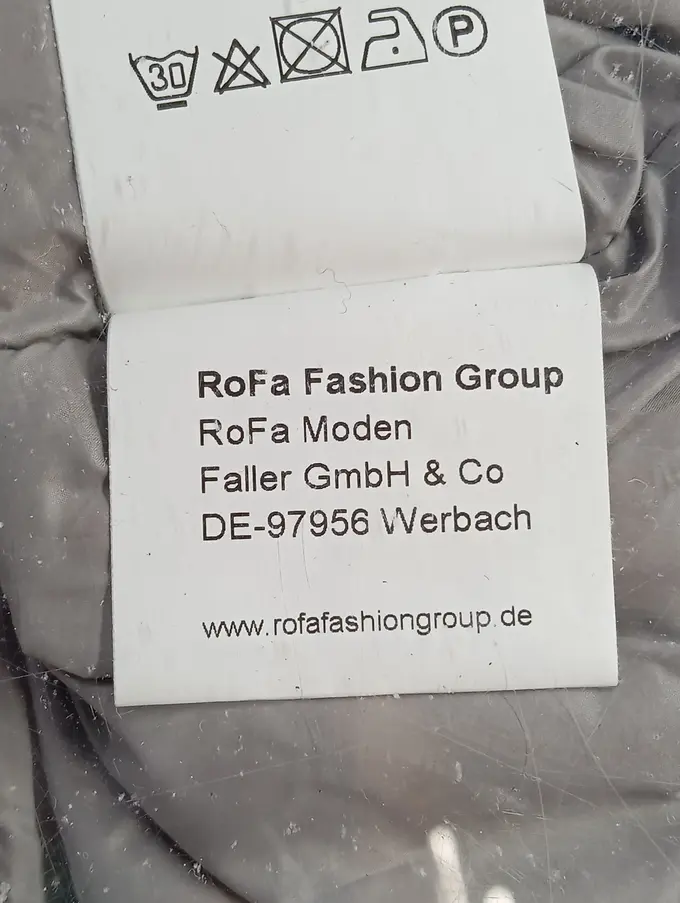 30
P
RoFa Fashion Group
RoFa Moden
Faller GmbH & Co
DE-97956 Werbach
www.rofafashiongroup.de